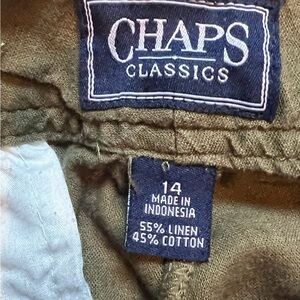 CHAPS
CLASSICS
14
MADE IN
INDONESIA
55% LINEN
45% COTTON